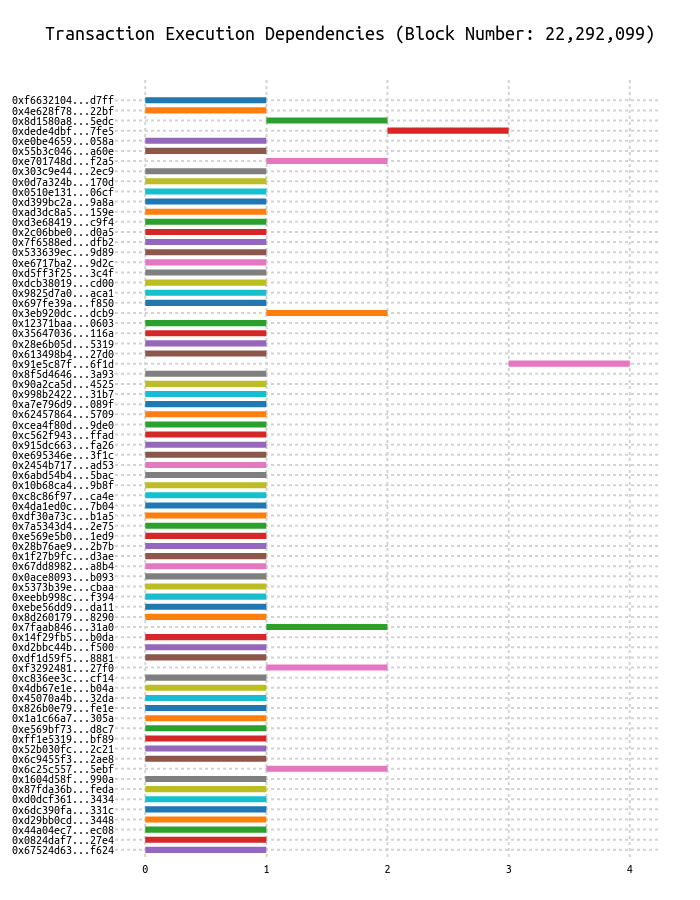 Transaction Execution Dependencies (Block Number: 22,292,099)
0xf6632104...d7ff
0x4e628f78...22bf
0x8d1580a8...5edc
0xdede4dbf...7fe5
0xe0be4659...058a
0x55b3c046...a60e
0xe701748d...f2a5
0x303c9e44...2ec9
0x0d7a324b...170d
0x0510e131...06cf
0xd399bc2a...9a8a
0xad3dc8a5...159e
0xd3e68419...c9f4
0x2c06bbe0...d0a5
0x7f6588ed...dfb2
0x533639ec...9d89
0xe6717ba2...9d2c
0xd5ff3f25...3c4f
0xdcb38019...cd00
0x9825d7a0...aca1
0x697fe39a...f850
0x3eb920dc...dcb9
0x12371baa...0603
0x35647036...116a
0x28e6b05d...5319
0x613498b4...27d0
0x91e5c87f...6f1d
0x8f5d4646...3a93
0x90a2ca5d...4525
0x998b2422...31b7
0xa7e796d9...089f
0x62457864...5709
0xcea4f80d...9de0
0xc562f943...ffad
0x915dc663...fa26
0xe695346e...3f1c
0x2454b717...ad53
0x6abd54b4...5bac
0x10b68ca4...9b8f
0xc8c86f97...ca4e
0x4da1ed0c...7b04
0xdf30a73c...b1a5
0x7a5343d4...2e75
0xe569e5b0...1ed9
0x28b76ae9...2b7b
0x1f27b9fc...d3ae
0x67dd8982...a8b4
0x0ace8093...b093
0x5373b39e...cbaa
0xeebb998c...f394
0xebe56dd9...da11
0x8d260179...8290
0x7faab846...31a0
0x14f29fb5...b0da
0xd2bbc44b...f500
0xdf1d59f5...8881
0xf3292481...27f0
0xc836ee3c...cf14
0x4db67e1e...b04a
0x45070a4b...32da
0x826b0e79...fe1e
0x1a1c66a7...305a
0xe569bf73...d8c7
0xff1e5319...bf89
0x52b030fc...2c21
0x6c9455f3...2ae8
0x6c25c557...5ebf
0x1604d58f...990a
0x87fda36b...feda
0xd0dcf361...3434
0x6dc390fa...331c
0xd29bb0cd...3448
0x44a04ec7...ec08
0x0824daf7...27e4
0x67524d63...f624
0 1 2 3 4